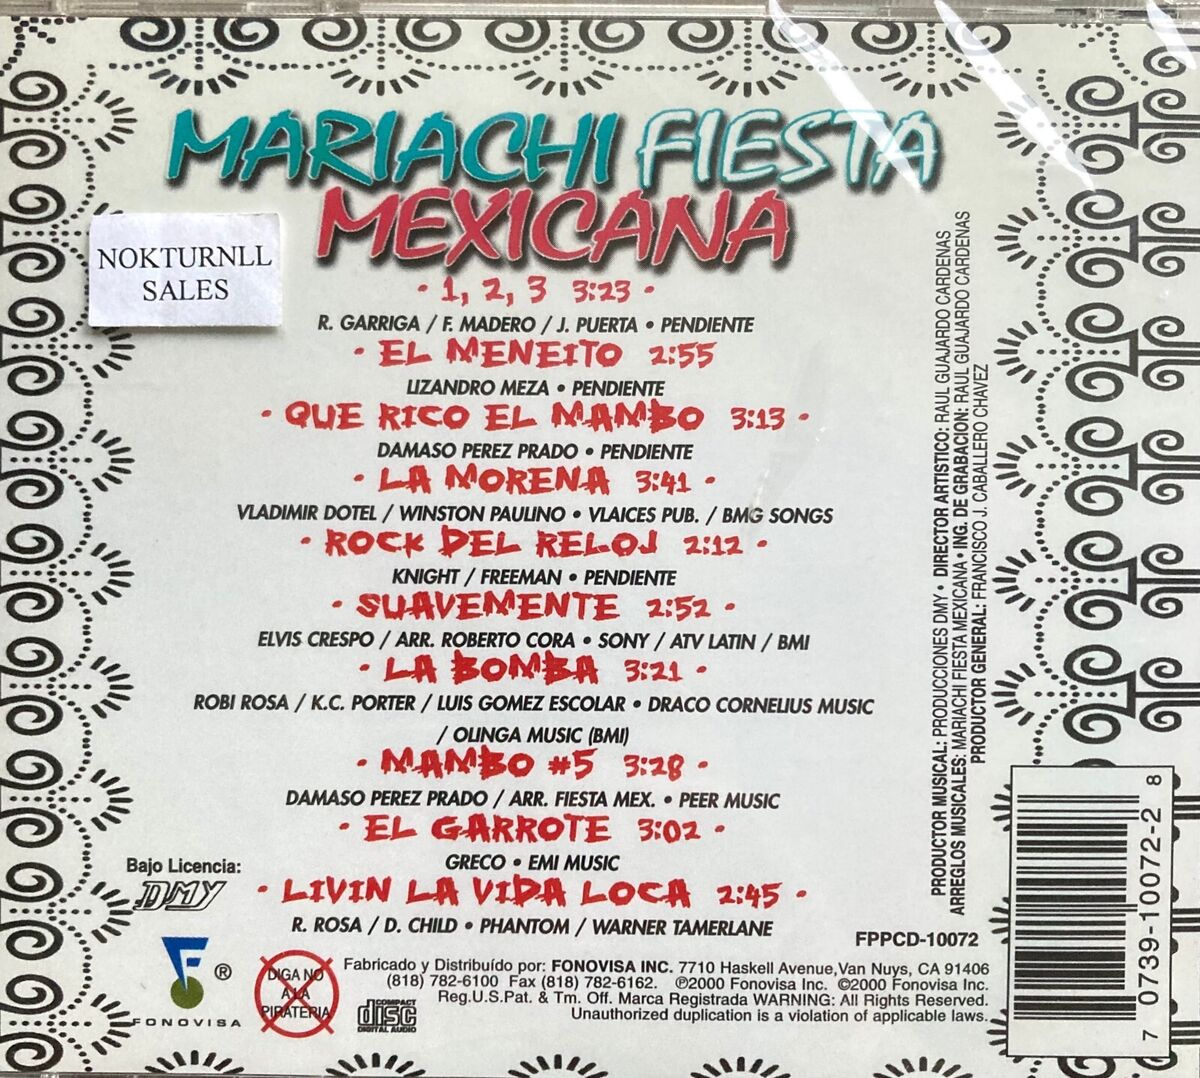 MARIACHI FIESTA
MEXICANA
NOKTURNLL
SALES
• 1, 2, 3 3:23 •
R. GARRIGA / F. MADERO / J. PUERTA • PENDIENTE
• EL MENEITO 2:55
LIZANDRO MEZA • PENDIENTE
• QUE RICO EL MAMBO 3:13 •
DAMASO PEREZ PRADO • PENDIENTE
• LA MORENA 3:41 •
VLADIMIR DOTEL / WINSTON PAULINO • VLAICES PUB. / BMG SONGS
• ROCK DEL RELOJ 2:12 •
KNIGHT / FREEMAN • PENDIENTE
• SUAVEMENTE 2:52 •
ELVIS CRESPO / ARR. ROBERTO CORA • SONY / ATV LATIN / BMI
• LA BOMBA 3:21 •
ROBI ROSA / K.C. PORTER / LUIS GOMEZ ESCOLAR • DRACO CORNELIUS MUSIC
/ OLINGA MUSIC (BMI)
• MAMBO #5 3:28 •
DAMASO PEREZ PRADO / ARR. FIESTA MEX. • PEER MUSIC
• EL GARROTE 3:02 •
GRECO • EMI MUSIC
• LIVIN LA VIDA LOCA 2:45 •
R. ROSA / D. CHILD • PHANTOM / WARNER TAMERLANE
Bajo Licencia:
DMY
PRODUCTOR MUSICAL: PRODUCCIONES DMY • DIRECTOR ARTISTICO: RAUL GUAJARDO CARDENAS
ARREGLOS MUSICALES: MARIACHI FIESTA MEXICANA • ING. DE GRABACION: RAUL GUAJARDO CARDENAS
PRODUCTOR GENERAL: FRANCISCO J. CABALLERO CHAVEZ
7 0739-10072-2 8
FPPCD-10072
F ®
FONOVISA
DIGA NO
A LA
PIRATERIA
COMPACT
disc
DIGITAL AUDIO
Fabricado y Distribuído por: FONOVISA INC. 7710 Haskell Avenue,Van Nuys, CA 91406
(818) 782-6100 Fax (818) 782-6162. ℗2000 Fonovisa Inc. ©2000 Fonovisa Inc.
Reg.U.S.Pat. & Tm. Off. Marca Registrada WARNING: All Rights Reserved.
Unauthorized duplication is a violation of applicable laws.